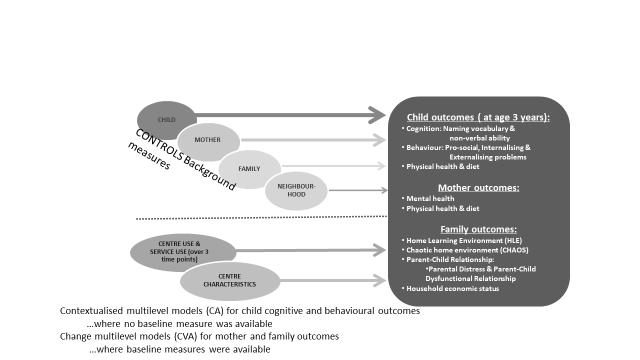 CHILD
MOTHER
FAMILY
NEIGHBOUR-
HOOD
CONTROLS Background
measures
CENTRE USE &
SERVICE USE (over 3
time points)
CENTRE
CHARACTERISTICS
Child outcomes ( at age 3 years):
• Cognition: Naming vocabulary &
non-verbal ability
• Behaviour: Pro-social, Internalising &
Externalising problems
• Physical health & diet
Mother outcomes:
• Mental health
• Physical health & diet
Family outcomes:
• Home Learning Environment (HLE)
• Chaotic home environment (CHAOS)
• Parent-Child Relationship:
•Parental Distress & Parent-Child
Dysfunctional Relationship
• Household economic status
Contextualised multilevel models (CA) for child cognitive and behavioural outcomes
...where no baseline measure was available
Change multilevel models (CVA) for mother and family outcomes
...where baseline measures were available